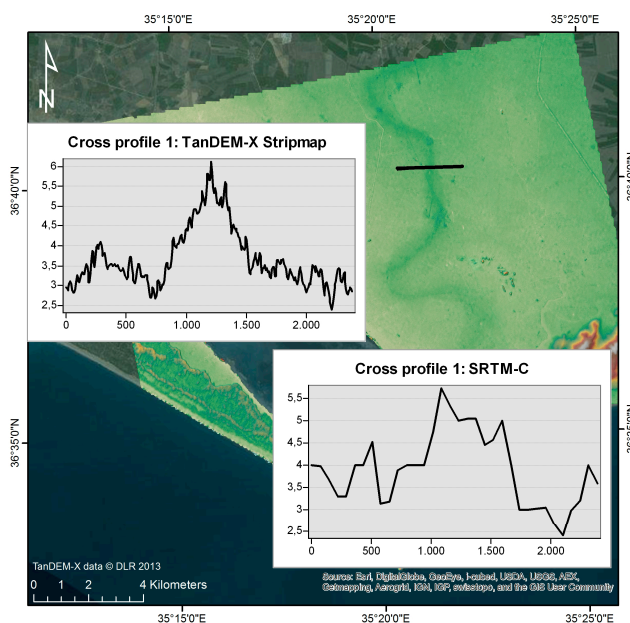 35°15'0"E 35°20'0"E 35°25'0"E
N
Cross profile 1: TanDEM-X Stripmap
6
5,5
5
4,5
4
3,5
3
2,5
0 500 1.000 1.500 2.000
36°40'0"N
Cross profile 1: SRTM-C
5,5
5
4,5
4
3,5
3
2,5
0 500 1.000 1.500 2.000
36°35'0"N
TanDEM-X data © DLR 2013
0 1 2 4 Kilometers
Source: Esri, DigitalGlobe, GeoEye, i-cubed, USDA, USGS, AEX,
Getmapping, Aerogrid, IGN, IGP, swisstopo, and the GIS User Community
35°15'0"E 35°20'0"E 35°25'0"E